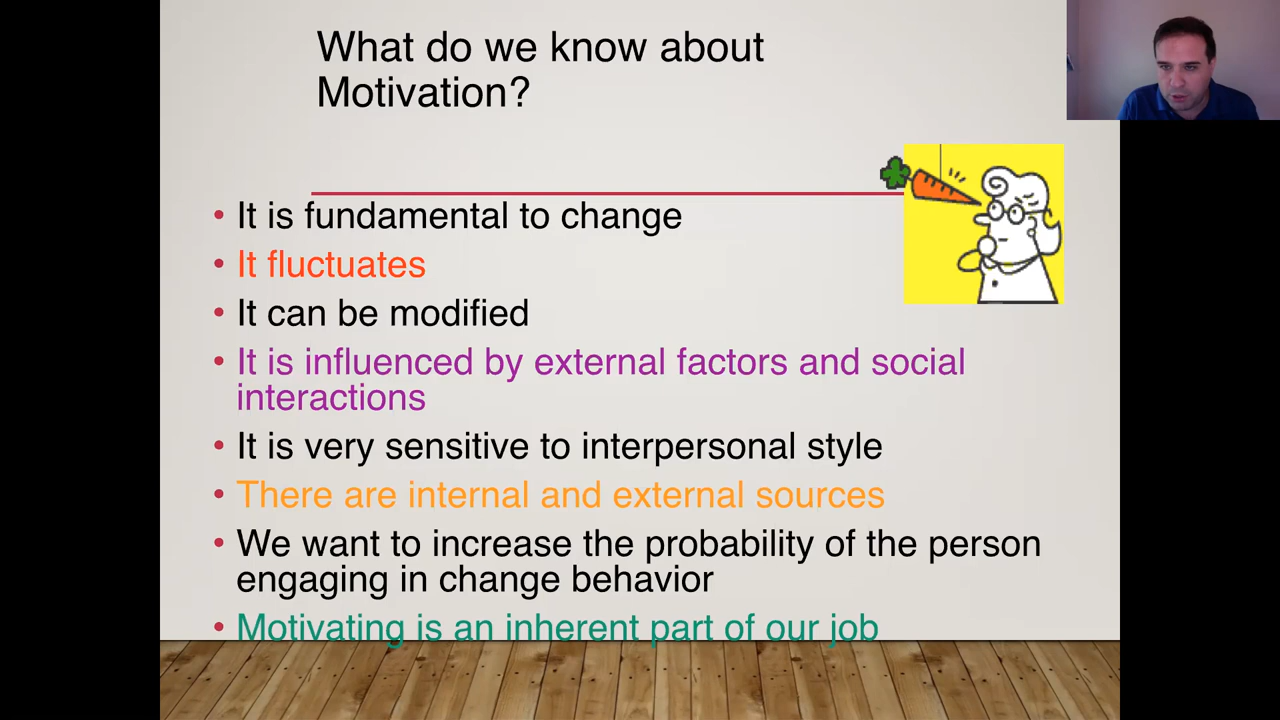 What do we know about
Motivation?
• It is fundamental to change
• It fluctuates
• It can be modified
• It is influenced by external factors and social
interactions
• It is very sensitive to interpersonal style
• There are internal and external sources
• We want to increase the probability of the person
engaging in change behavior
• Motivating is an inherent part of our job